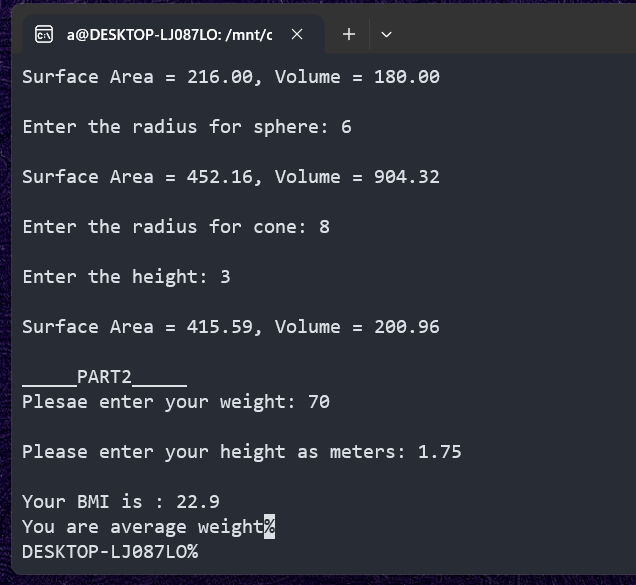 a@DESKTOP-LJ087LO: /mnt/c
Surface Area = 216.00, Volume = 180.00
Enter the radius for sphere: 6
Surface Area = 452.16, Volume = 904.32
Enter the radius for cone: 8
Enter the height: 3
Surface Area = 415.59, Volume = 200.96
_____PART2_____
Plesae enter your weight: 70
Please enter your height as meters: 1.75
Your BMI is : 22.9
You are average weight%
DESKTOP-LJ087LO%